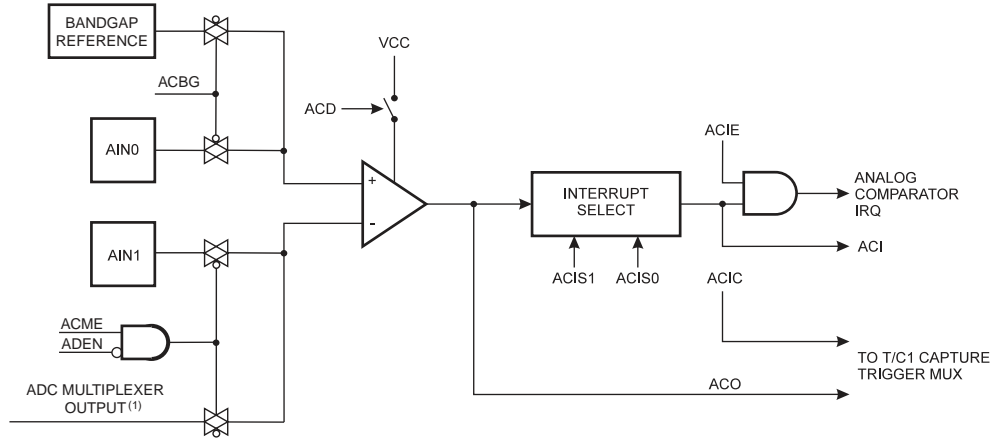 BANDGAP
REFERENCE
ACBG
AIN0
AIN1
ACME
ADEN
ADC MULTIPLEXER
OUTPUT(1)
VCC
ACD
+
-
INTERRUPT
SELECT
ACIS1 ACIS0
ACIE
ANALOG
COMPARATOR
IRQ
ACI
ACIC
TO T/C1 CAPTURE
TRIGGER MUX
ACO